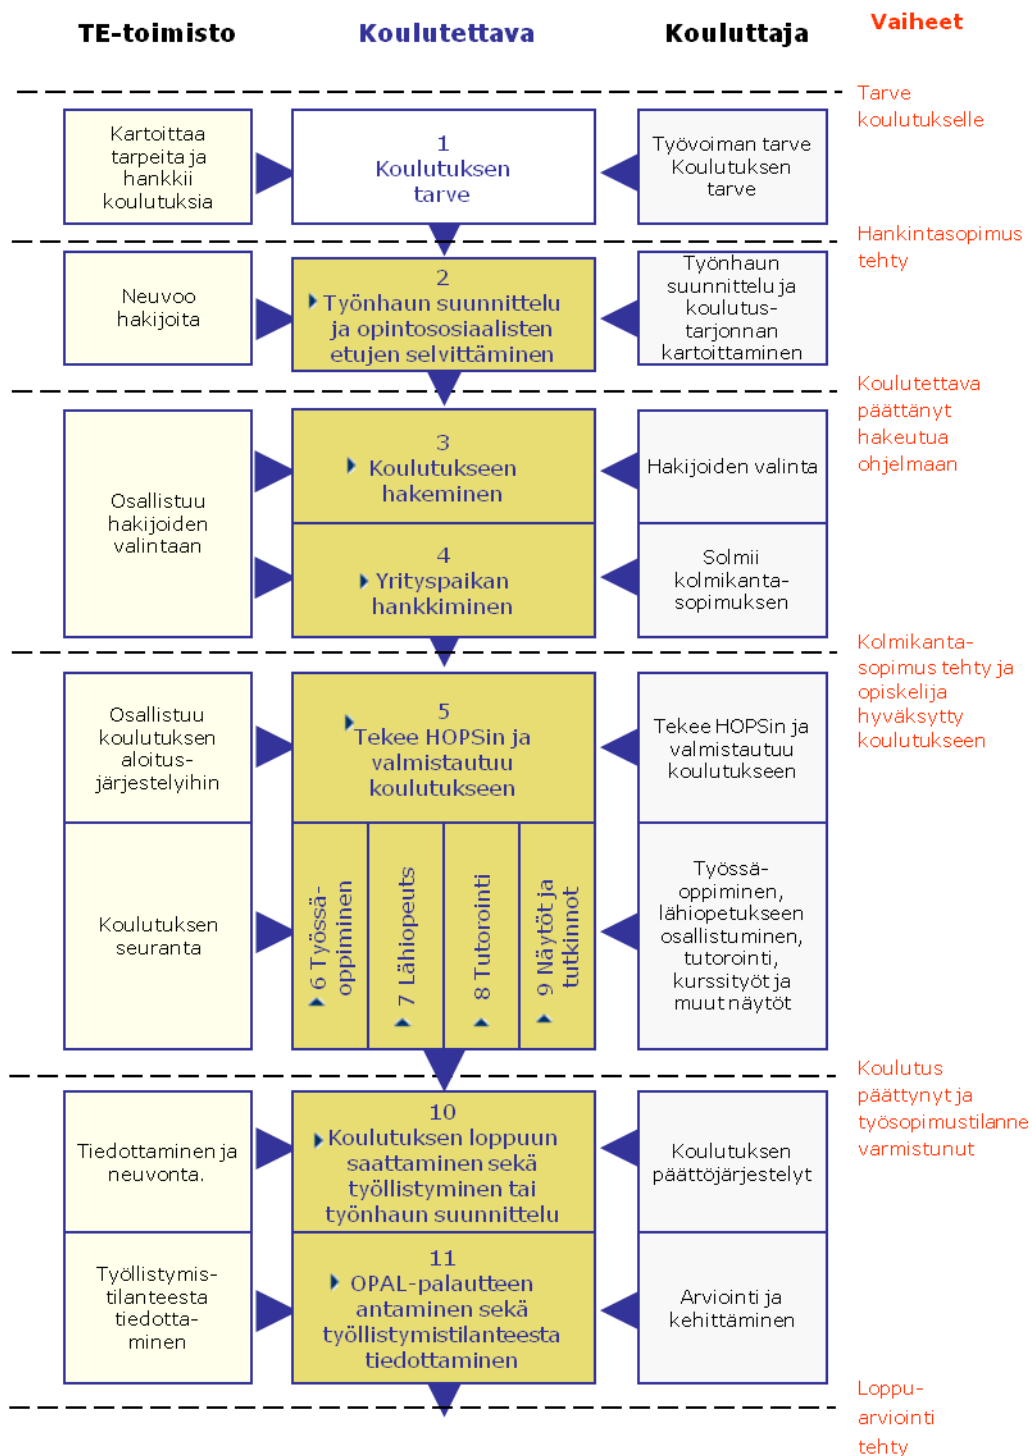 TE-toimisto
Koulutettava
Kouluttaja
Vaiheet
Tarve
koulutukselle
Kartoittaa
tarpeita ja
hankkii
koulutuksia
1
Koulutuksen
tarve
Työvoiman tarve
Koulutuksen
tarve
Hankintasopimus
tehty
Neuvoo
hakijoita
2
Työnhaun suunnittelu
ja opintososiaalisten
etujen selvittäminen
Työnhaun
suunnittelu ja
koulutus-
tarjonnan
kartoittaminen
Koulutettava
päättänyt
hakeutua
ohjelmaan
Osallistuu
hakijoiden
valintaan
3
Koulutukseen
hakeminen
Hakijoiden valinta
4
Yrityspaikan
hankkiminen
Solmii
kolmikanta-
sopimuksen
Kolmikanta-
sopimus tehty ja
opiskelija
hyväksytty
koulutukseen
Osallistuu
koulutuksen
aloitus-
järjestelyihin
5
Tekee HOPSin ja
valmistautuu
koulutukseen
Tekee HOPSin ja
valmistautuu
koulutukseen
Koulutuksen
seuranta
6 Työssä-
oppiminen
7 Lähiopeuts
8 Tutorointi
9 Näytöt ja
tutkinnot
Työssä-
oppiminen,
lähiopetukseen
osallistuminen,
tutorointi,
kurssityöt ja
muut näytöt
Koulutus
päättynyt ja
työsopimustilanne
varmistunut
Tiedottaminen ja
neuvonta.
10
Koulutuksen loppuun
saattaminen sekä
työllistyminen tai
työnhaun suunnittelu
Koulutuksen
päättöjärjestelyt
Työllistymis-
tilanteesta
tiedotta-
minen
11
OPAL-palautteen
antaminen sekä
työllistymistilanteesta
tiedottaminen
Arviointi ja
kehittäminen
Loppu-
arviointi
tehty